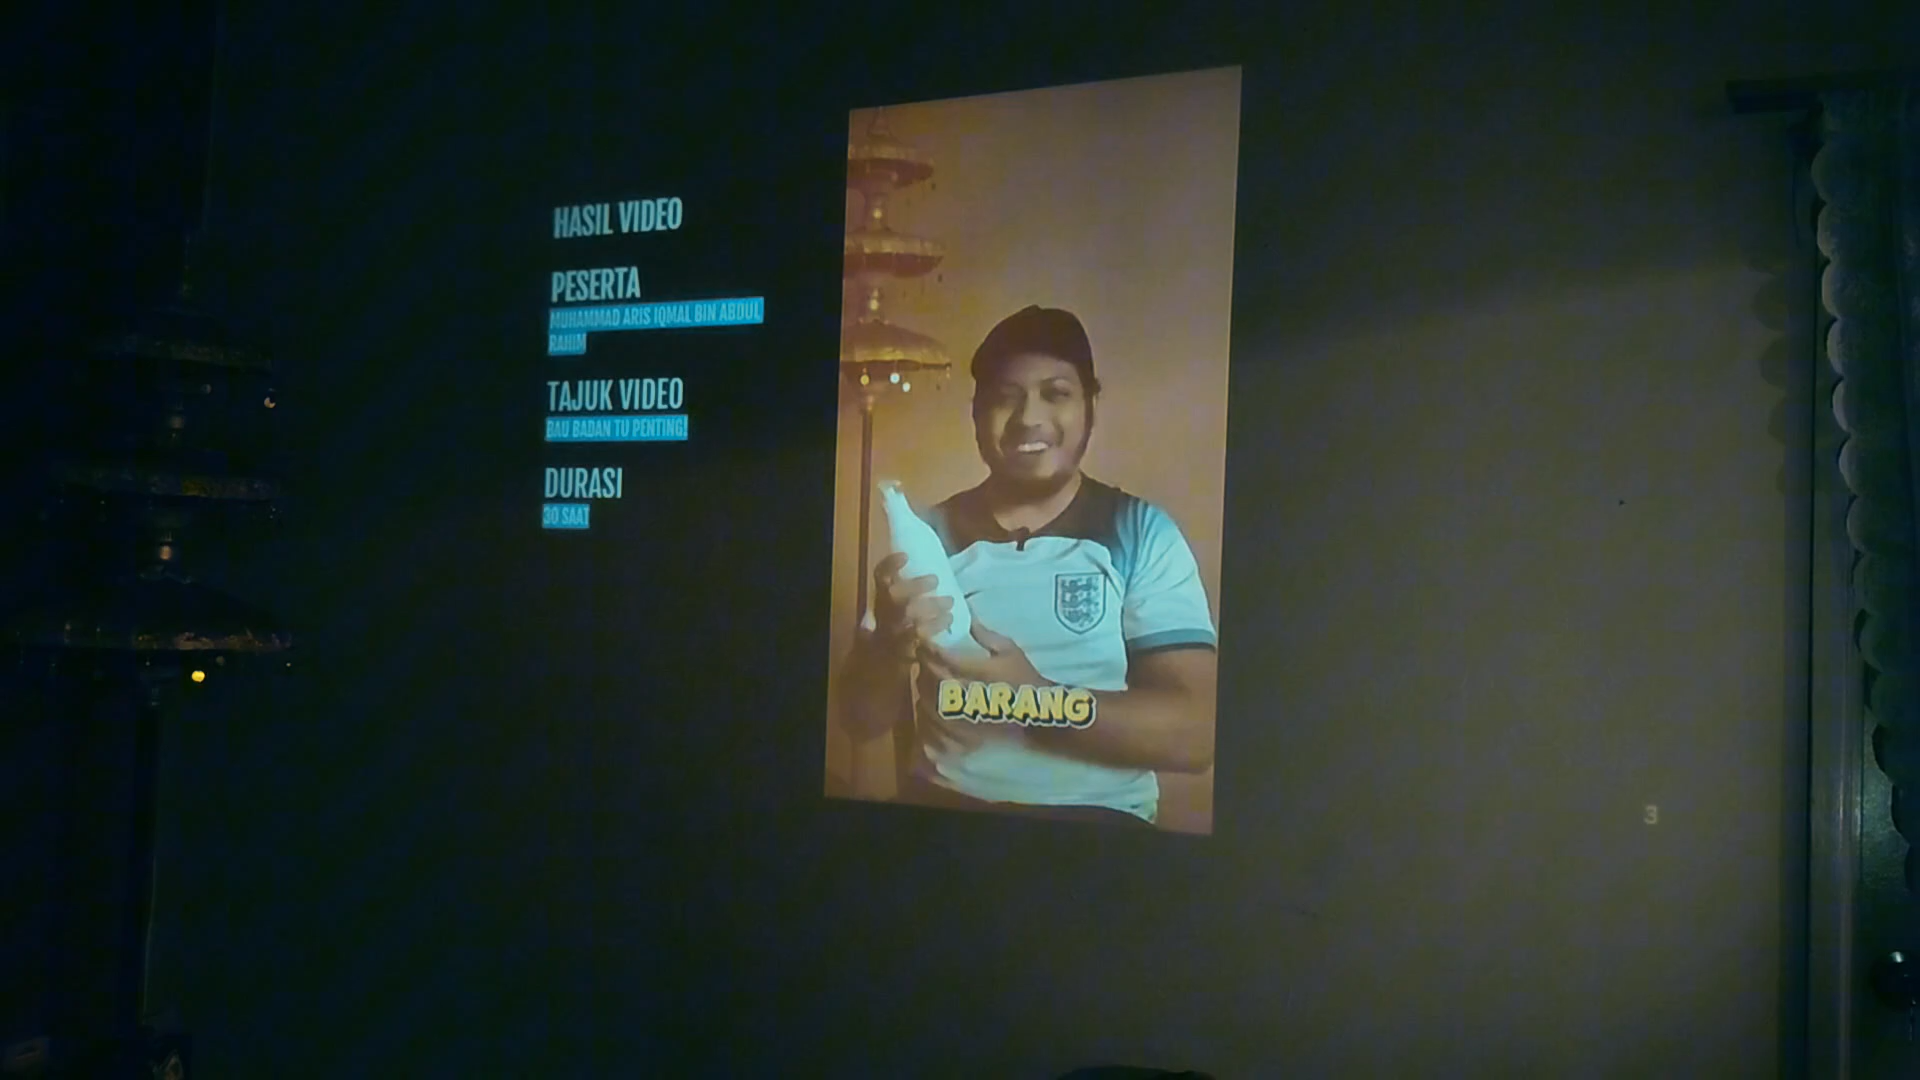 HASIL VIDEO
PESERTA
MUHAMMAD ARIS IQMAL BIN ABDUL
RAHIM
TAJUK VIDEO
BAU BADAN TU PENTING!
DURASI
30 SAAT
BARANG
3